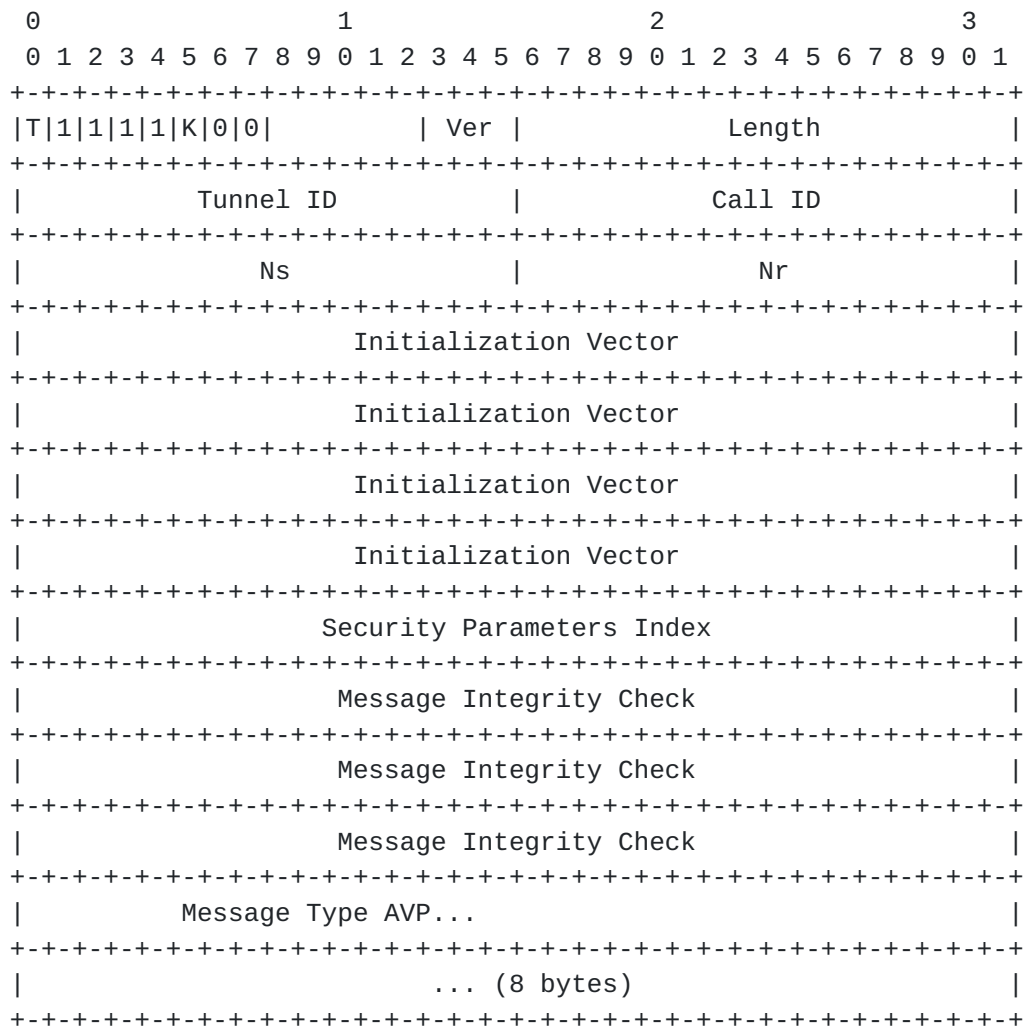 0                   1                   2                   3
 0 1 2 3 4 5 6 7 8 9 0 1 2 3 4 5 6 7 8 9 0 1 2 3 4 5 6 7 8 9 0 1
+-+-+-+-+-+-+-+-+-+-+-+-+-+-+-+-+-+-+-+-+-+-+-+-+-+-+-+-+-+-+-+-+
|T|1|1|1|1|K|0|0|         | Ver |             Length            |
+-+-+-+-+-+-+-+-+-+-+-+-+-+-+-+-+-+-+-+-+-+-+-+-+-+-+-+-+-+-+-+-+
|           Tunnel ID           |            Call ID            |
+-+-+-+-+-+-+-+-+-+-+-+-+-+-+-+-+-+-+-+-+-+-+-+-+-+-+-+-+-+-+-+-+
|               Ns              |               Nr              |
+-+-+-+-+-+-+-+-+-+-+-+-+-+-+-+-+-+-+-+-+-+-+-+-+-+-+-+-+-+-+-+-+
|                     Initialization Vector                     |
+-+-+-+-+-+-+-+-+-+-+-+-+-+-+-+-+-+-+-+-+-+-+-+-+-+-+-+-+-+-+-+-+
|                     Initialization Vector                     |
+-+-+-+-+-+-+-+-+-+-+-+-+-+-+-+-+-+-+-+-+-+-+-+-+-+-+-+-+-+-+-+-+
|                     Initialization Vector                     |
+-+-+-+-+-+-+-+-+-+-+-+-+-+-+-+-+-+-+-+-+-+-+-+-+-+-+-+-+-+-+-+-+
|                     Initialization Vector                     |
+-+-+-+-+-+-+-+-+-+-+-+-+-+-+-+-+-+-+-+-+-+-+-+-+-+-+-+-+-+-+-+-+
|                   Security Parameters Index                   |
+-+-+-+-+-+-+-+-+-+-+-+-+-+-+-+-+-+-+-+-+-+-+-+-+-+-+-+-+-+-+-+-+
|                    Message Integrity Check                    |
+-+-+-+-+-+-+-+-+-+-+-+-+-+-+-+-+-+-+-+-+-+-+-+-+-+-+-+-+-+-+-+-+
|                    Message Integrity Check                    |
+-+-+-+-+-+-+-+-+-+-+-+-+-+-+-+-+-+-+-+-+-+-+-+-+-+-+-+-+-+-+-+-+
|                    Message Integrity Check                    |
+-+-+-+-+-+-+-+-+-+-+-+-+-+-+-+-+-+-+-+-+-+-+-+-+-+-+-+-+-+-+-+-+
|          Message Type AVP...                                  |
+-+-+-+-+-+-+-+-+-+-+-+-+-+-+-+-+-+-+-+-+-+-+-+-+-+-+-+-+-+-+-+-+
|                          ... (8 bytes)                        |
+-+-+-+-+-+-+-+-+-+-+-+-+-+-+-+-+-+-+-+-+-+-+-+-+-+-+-+-+-+-+-+-+